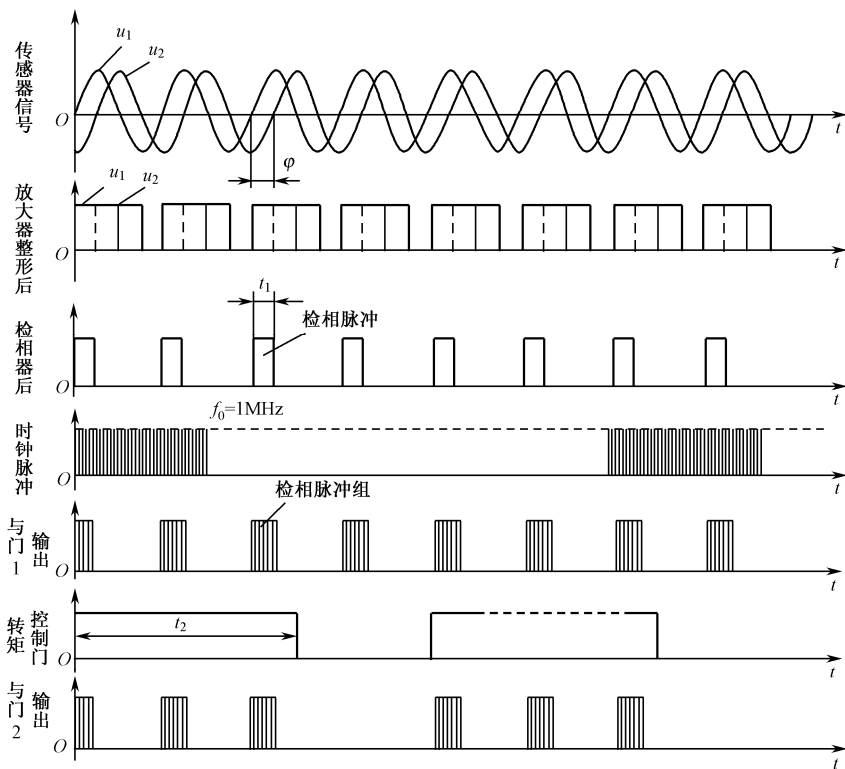 传感器信号
u1
u2
O
t
φ
放大器整形后
u1
u2
O
t
检相器后
t1
检相脉冲
O
t
时钟脉冲
f0=1MHz
O
t
与门1输出
检相脉冲组
O
t
转矩控制门
t2
O
t
与门2输出
O
t